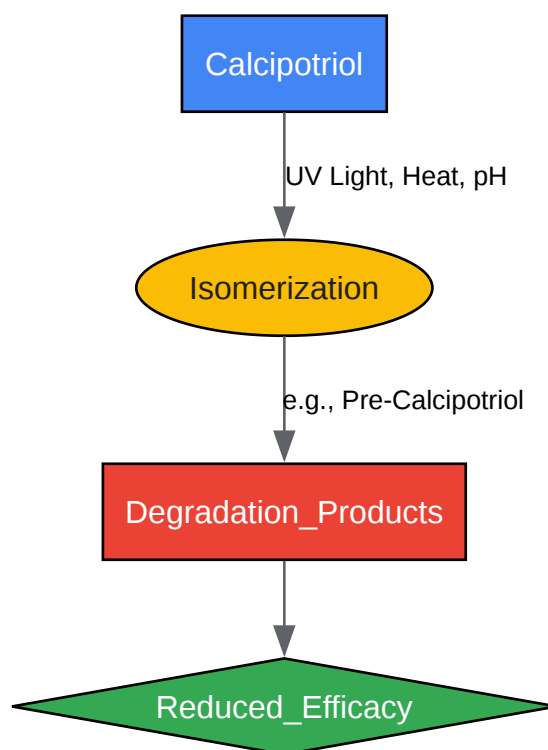 Calcipotriol
UV Light, Heat, pH
Isomerization
e.g., Pre-Calcipotriol
Degradation_Products
Reduced_Efficacy